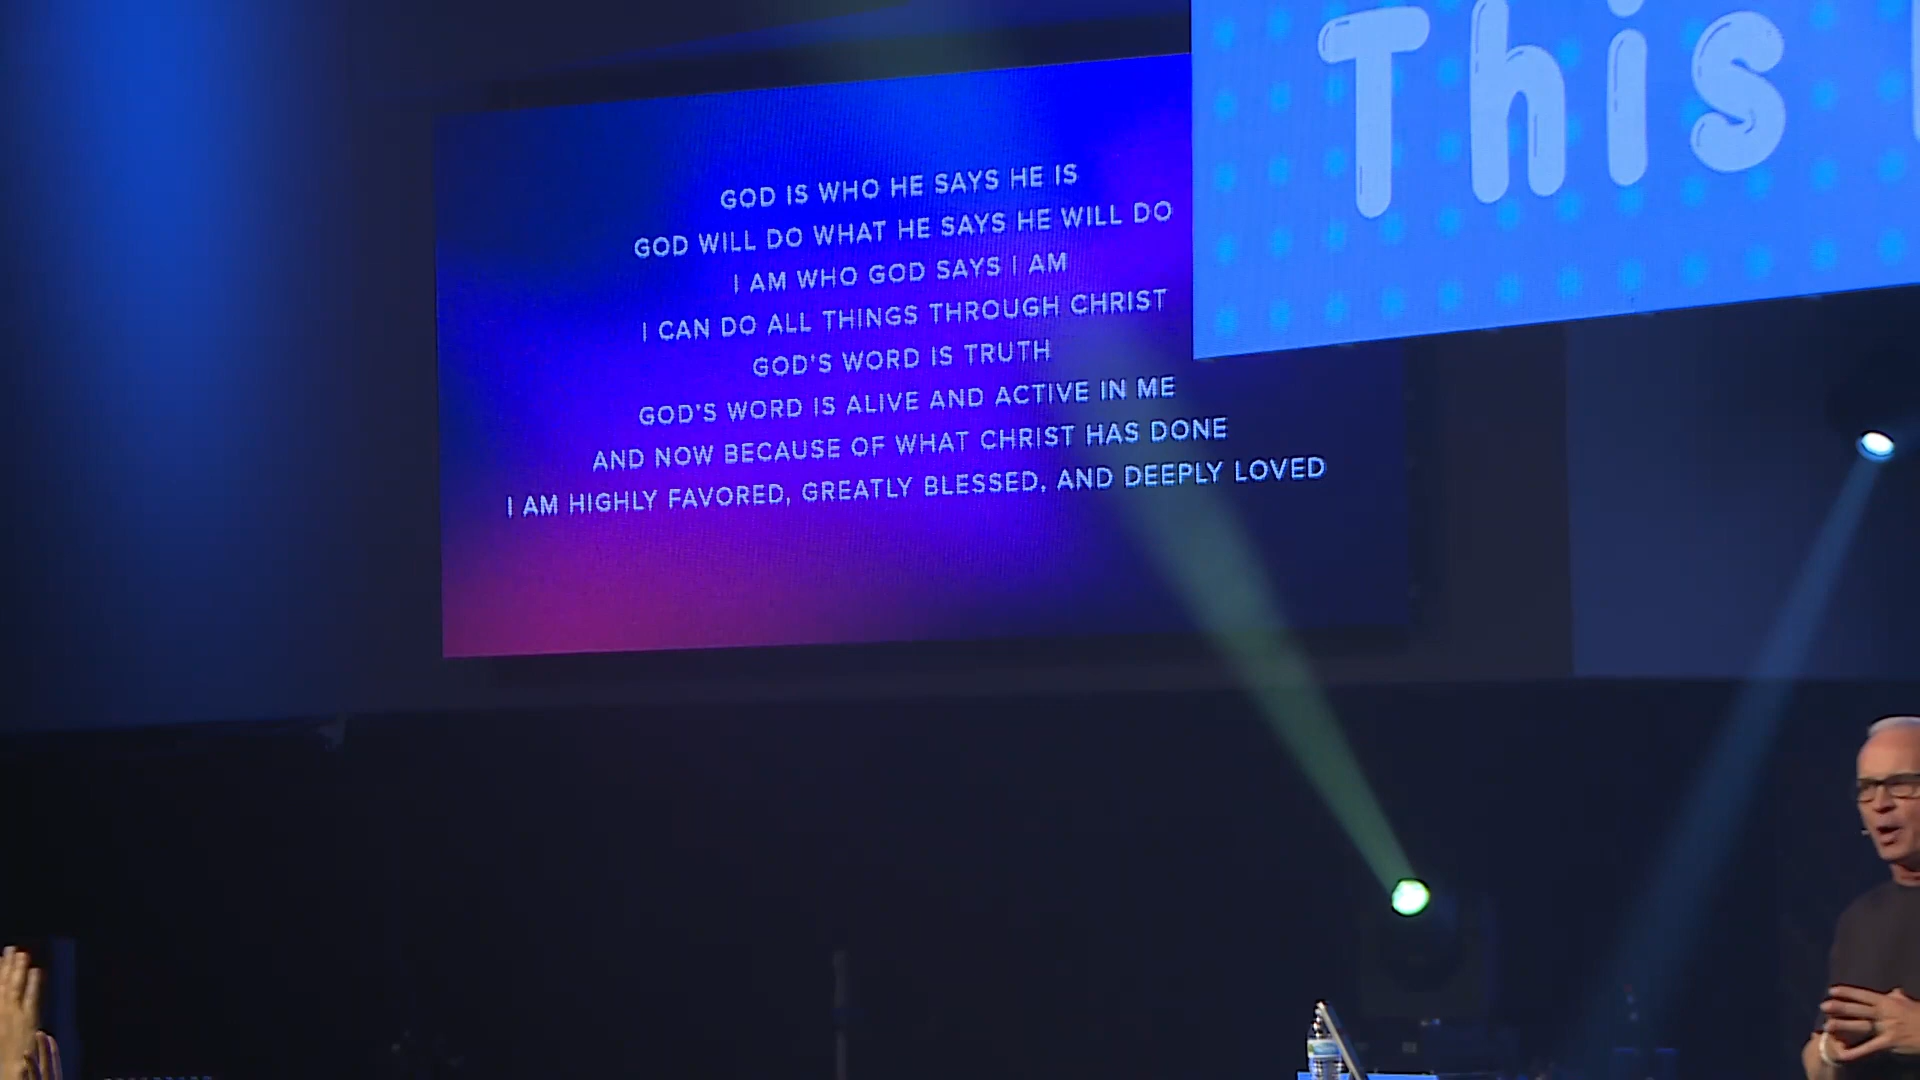 GOD IS WHO HE SAYS HE IS
GOD WILL DO WHAT HE SAYS HE WILL DO
I AM WHO GOD SAYS I AM
I CAN DO ALL THINGS THROUGH CHRIST
GOD'S WORD IS TRUTH
GOD'S WORD IS ALIVE AND ACTIVE IN ME
AND NOW BECAUSE OF WHAT CHRIST HAS DONE
I AM HIGHLY FAVORED, GREATLY BLESSED, AND DEEPLY LOVED
This